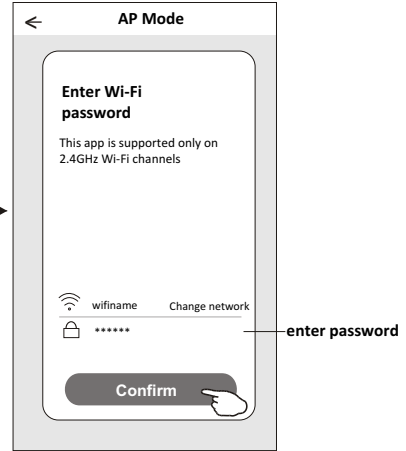 AP Mode
Enter Wi-Fi
password
This app is supported only on
2.4GHz Wi-Fi channels
wifiname Change network
******
enter password
Confirm